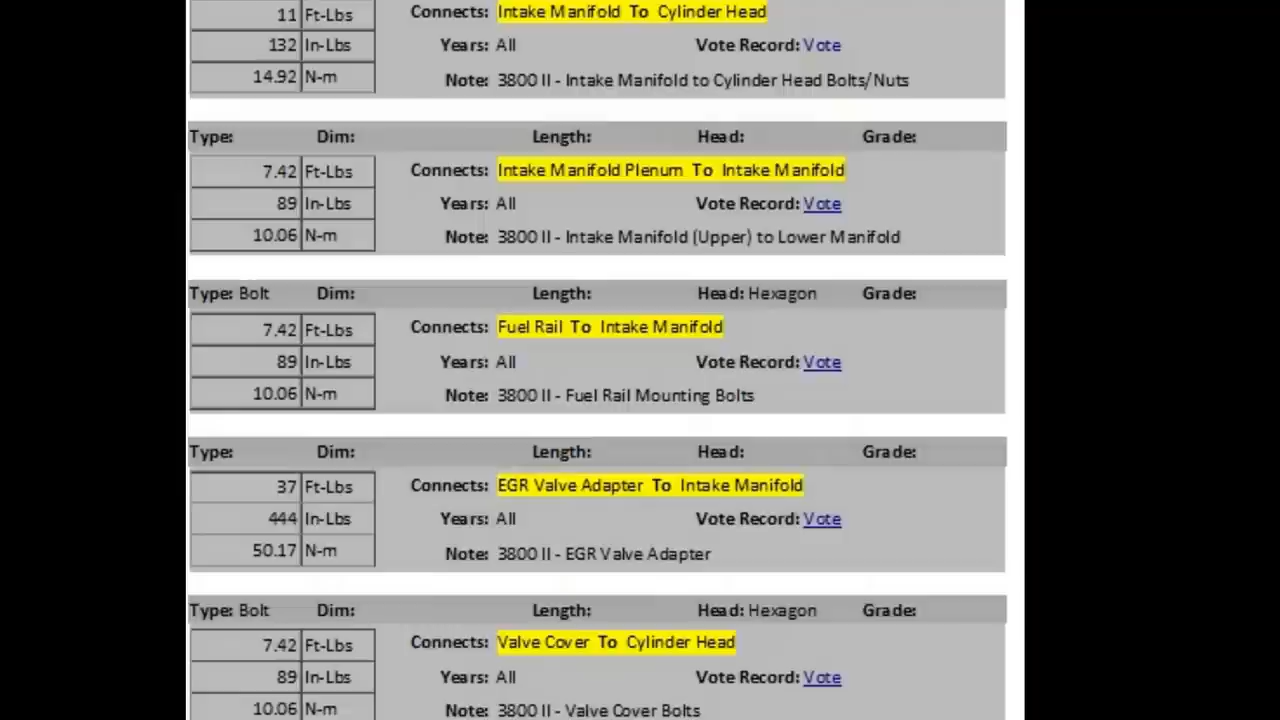 11 Ft-Lbs Connects: Intake Manifold To Cylinder Head
132 In-Lbs Years: All Vote Record: Vote
14.92 N-m Note: 3800 II - Intake Manifold to Cylinder Head Bolts/Nuts
Type: Dim: Length: Head: Grade:
7.42 Ft-Lbs Connects: Intake Manifold Plenum To Intake Manifold
89 In-Lbs Years: All Vote Record: Vote
10.06 N-m Note: 3800 II - Intake Manifold (Upper) to Lower Manifold
Type: Bolt Dim: Length: Head: Hexagon Grade:
7.42 Ft-Lbs Connects: Fuel Rail To Intake Manifold
89 In-Lbs Years: All Vote Record: Vote
10.06 N-m Note: 3800 II - Fuel Rail Mounting Bolts
Type: Dim: Length: Head: Grade:
37 Ft-Lbs Connects: EGR Valve Adapter To Intake Manifold
444 In-Lbs Years: All Vote Record: Vote
50.17 N-m Note: 3800 II - EGR Valve Adapter
Type: Bolt Dim: Length: Head: Hexagon Grade:
7.42 Ft-Lbs Connects: Valve Cover To Cylinder Head
89 In-Lbs Years: All Vote Record: Vote
10.06 N-m Note: 3800 II - Valve Cover Bolts